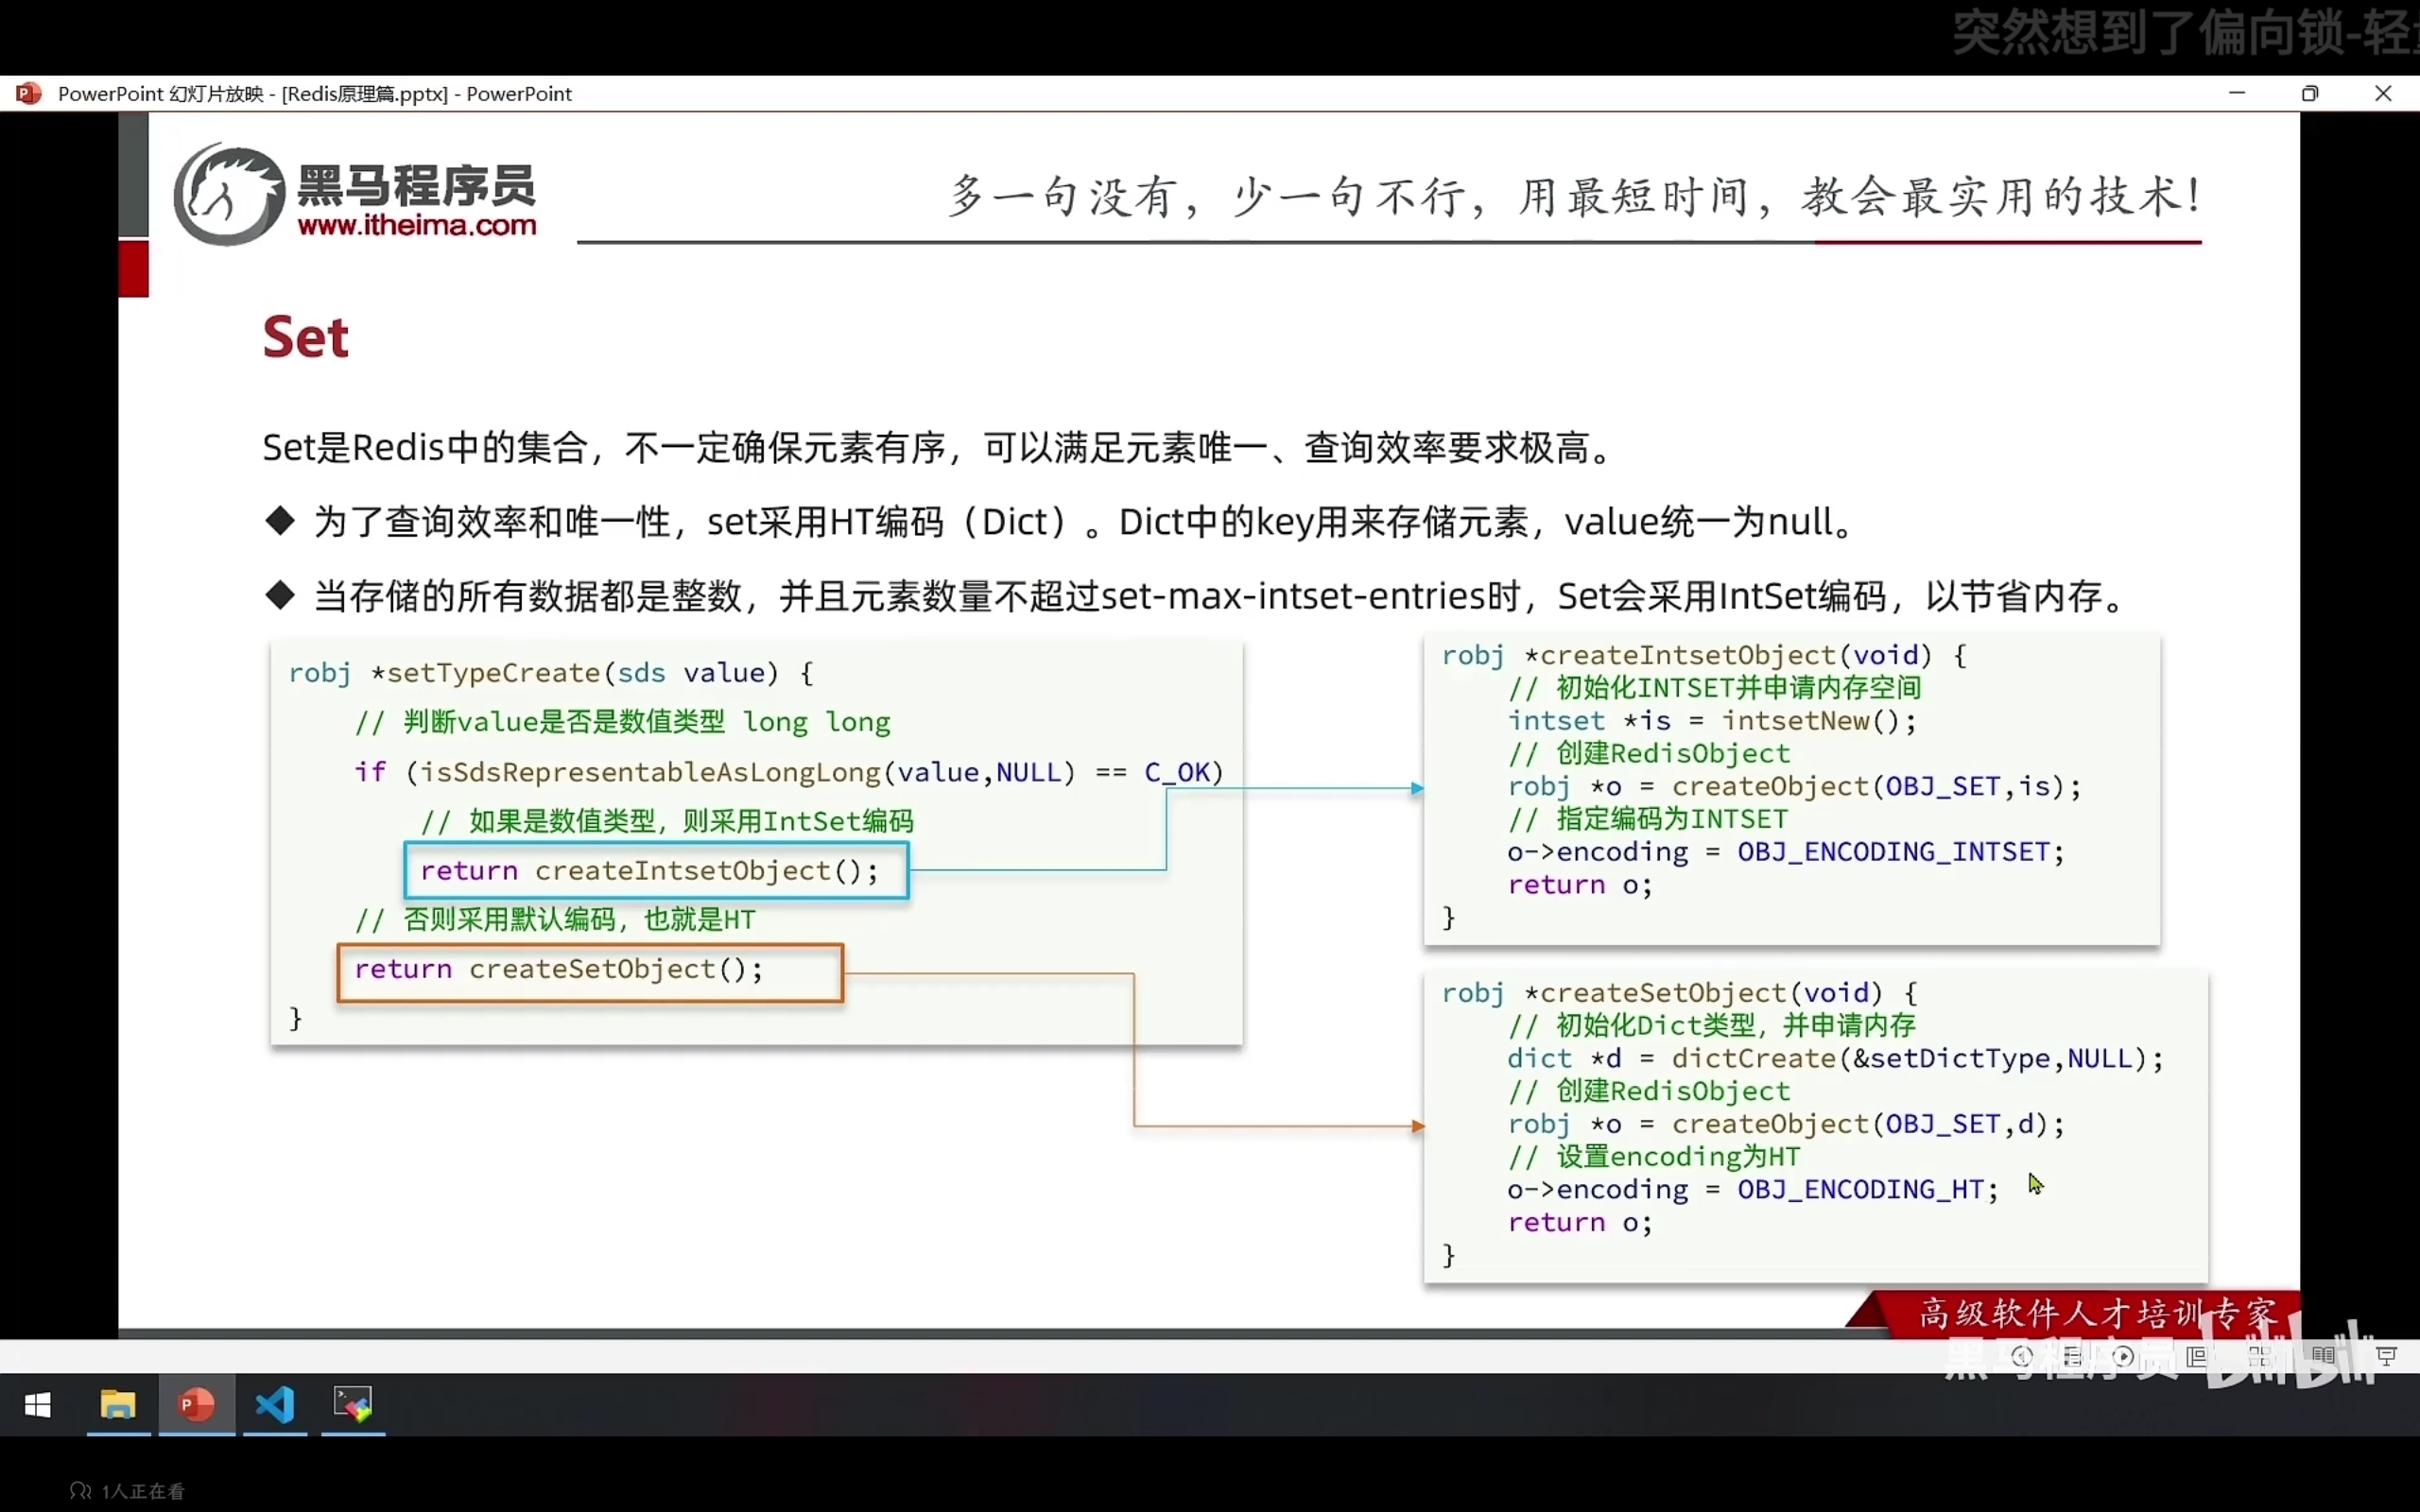 突然想到了偏向锁-轻
PowerPoint 幻灯片放映 - [Redis原理篇.pptx] - PowerPoint
黑马程序员
www.itheima.com
多一句没有，少一句不行，用最短时间，教会最实用的技术！
Set
Set是Redis中的集合，不一定确保元素有序，可以满足元素唯一、查询效率要求极高。
◆ 为了查询效率和唯一性，set采用HT编码（Dict）。Dict中的key用来存储元素，value统一为null。
◆ 当存储的所有数据都是整数，并且元素数量不超过set-max-intset-entries时，Set会采用IntSet编码，以节省内存。
robj *setTypeCreate(sds value) {
// 判断value是否是数值类型 long long
if (isSdsRepresentableAsLongLong(value,NULL) == C_OK)
// 如果是数值类型，则采用IntSet编码
return createIntsetObject();
// 否则采用默认编码，也就是HT
return createSetObject();
}
robj *createIntsetObject(void) {
// 初始化INTSET并申请内存空间
intset *is = intsetNew();
// 创建RedisObject
robj *o = createObject(OBJ_SET,is);
// 指定编码为INTSET
o->encoding = OBJ_ENCODING_INTSET;
return o;
}
robj *createSetObject(void) {
// 初始化Dict类型，并申请内存
dict *d = dictCreate(&setDictType,NULL);
// 创建RedisObject
robj *o = createObject(OBJ_SET,d);
// 设置encoding为HT
o->encoding = OBJ_ENCODING_HT;
return o;
}
高级软件人才培训专家
黑马程序员 bilibili
1人正在看